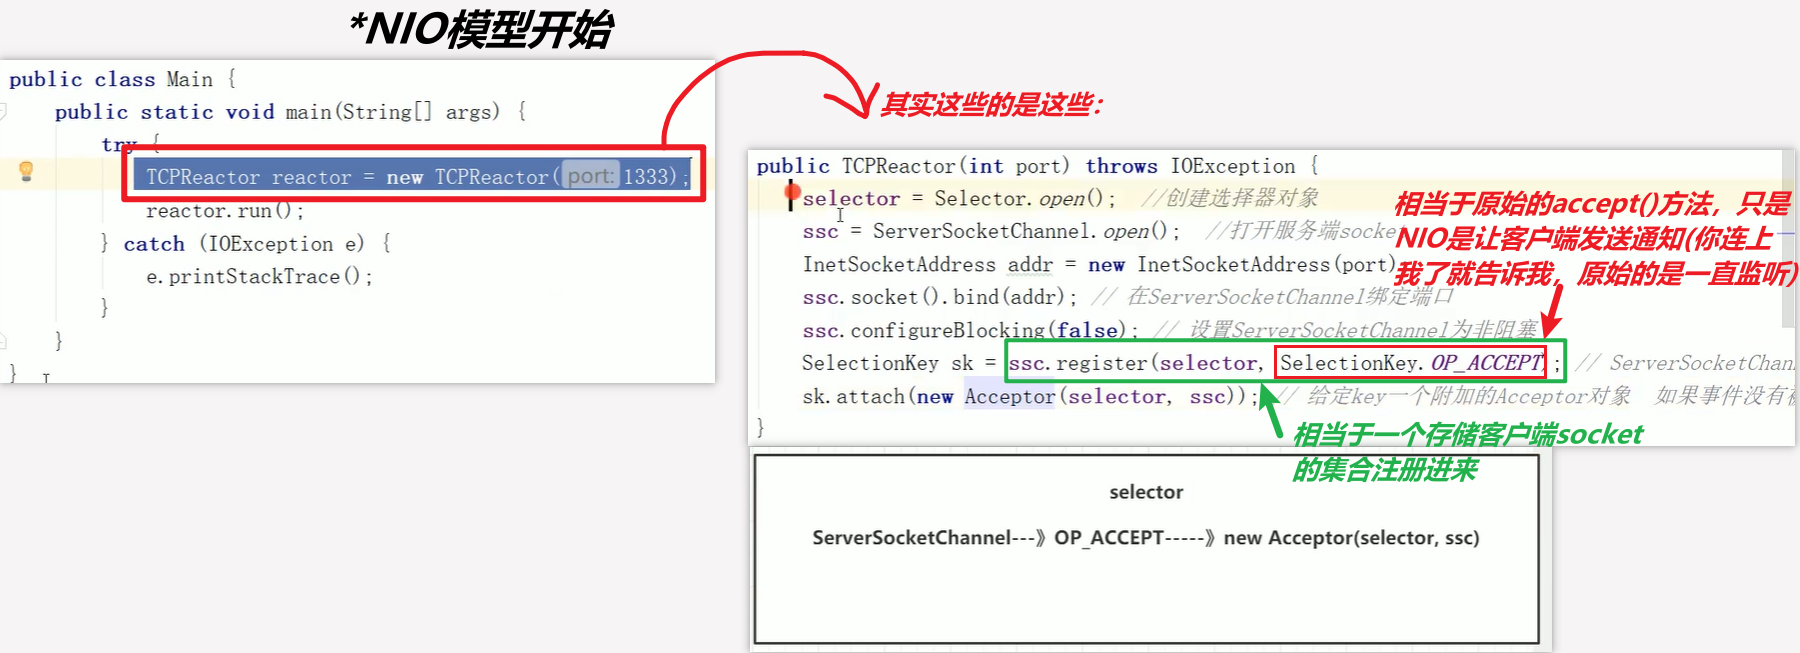 *NIO模型开始
public class Main {
public static void main(String[] args) {
try {
TCPReactor reactor = new TCPReactor( port: 1333);
reactor.run();
} catch (IOException e) {
e.printStackTrace();
}
}
}
其实这些的是这些：
public TCPReactor(int port) throws IOException {
selector = Selector.open(); //创建选择器对象
ssc = ServerSocketChannel.open(); //打开服务端socket
InetSocketAddress addr = new InetSocketAddress(port)
ssc.socket().bind(addr); // 在ServerSocketChannel绑定端口
ssc.configureBlocking(false); // 设置ServerSocketChannel为非阻塞
SelectionKey sk = ssc.register(selector, SelectionKey.OP_ACCEPT); // ServerSocketChan
sk.attach(new Acceptor(selector, ssc)); // 给定key一个附加的Acceptor对象 如果事件没有被
}
相当于原始的accept()方法，只是
NIO是让客户端发送通知(你连上
我了就告诉我，原始的是一直监听)
相当于一个存储客户端socket
的集合注册进来
selector
ServerSocketChannel---》OP_ACCEPT-----》new Acceptor(selector, ssc)